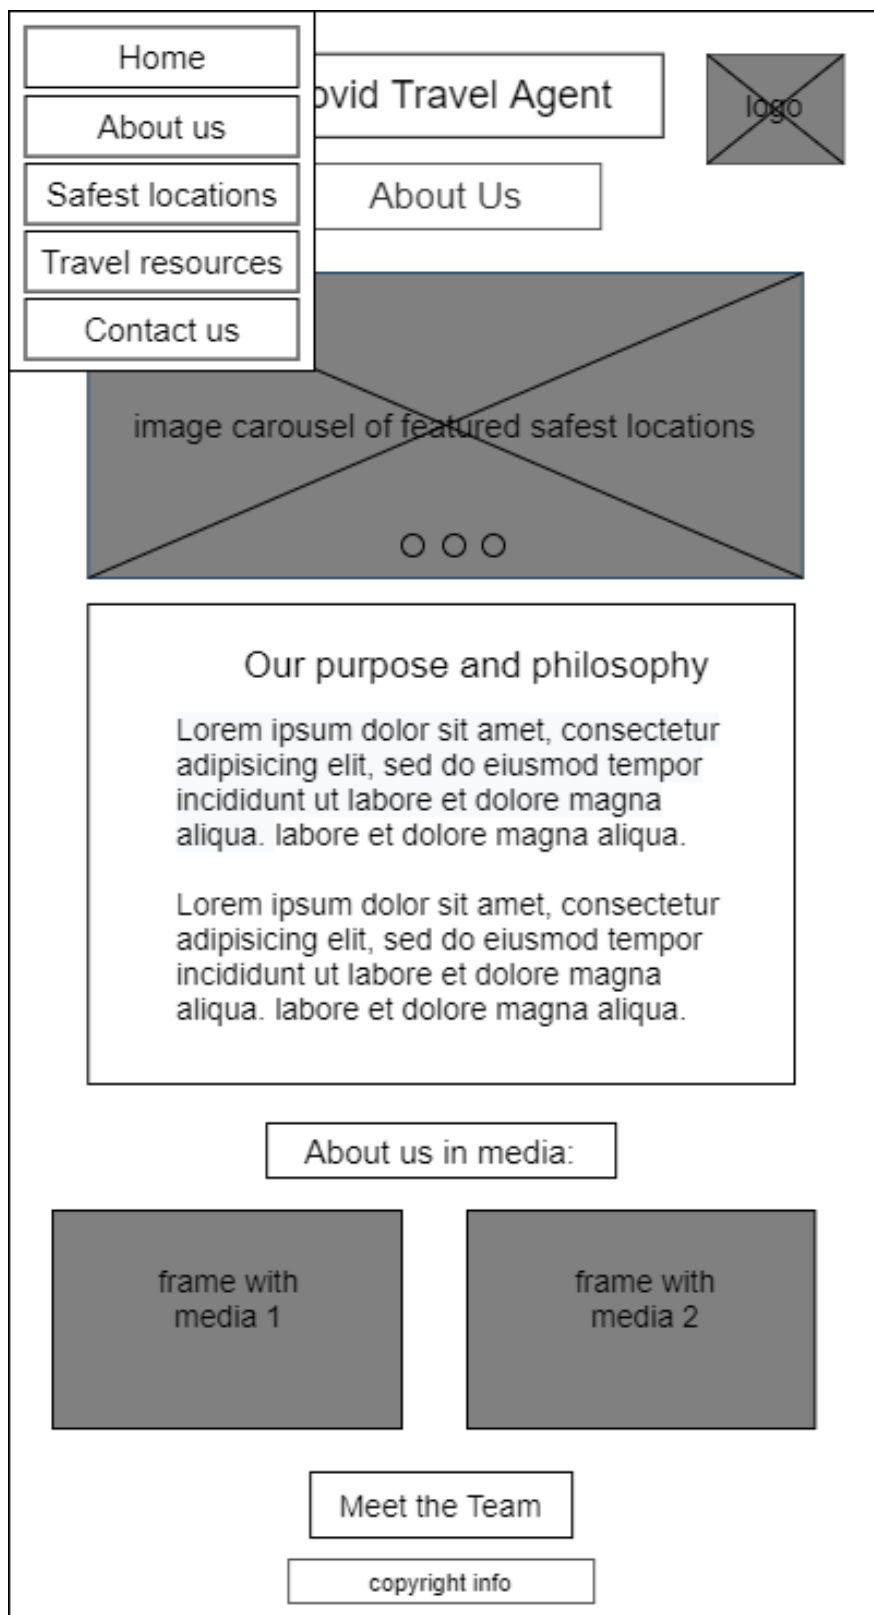 Home
About us
Safest locations
Travel resources
Contact us
ovid Travel Agent
logo
About Us
image carousel of featured safest locations
Our purpose and philosophy
Lorem ipsum dolor sit amet, consectetur
adipisicing elit, sed do eiusmod tempor
incididunt ut labore et dolore magna
aliqua. labore et dolore magna aliqua.
Lorem ipsum dolor sit amet, consectetur
adipisicing elit, sed do eiusmod tempor
incididunt ut labore et dolore magna
aliqua. labore et dolore magna aliqua.
About us in media:
frame with
media 1
frame with
media 2
Meet the Team
copyright info